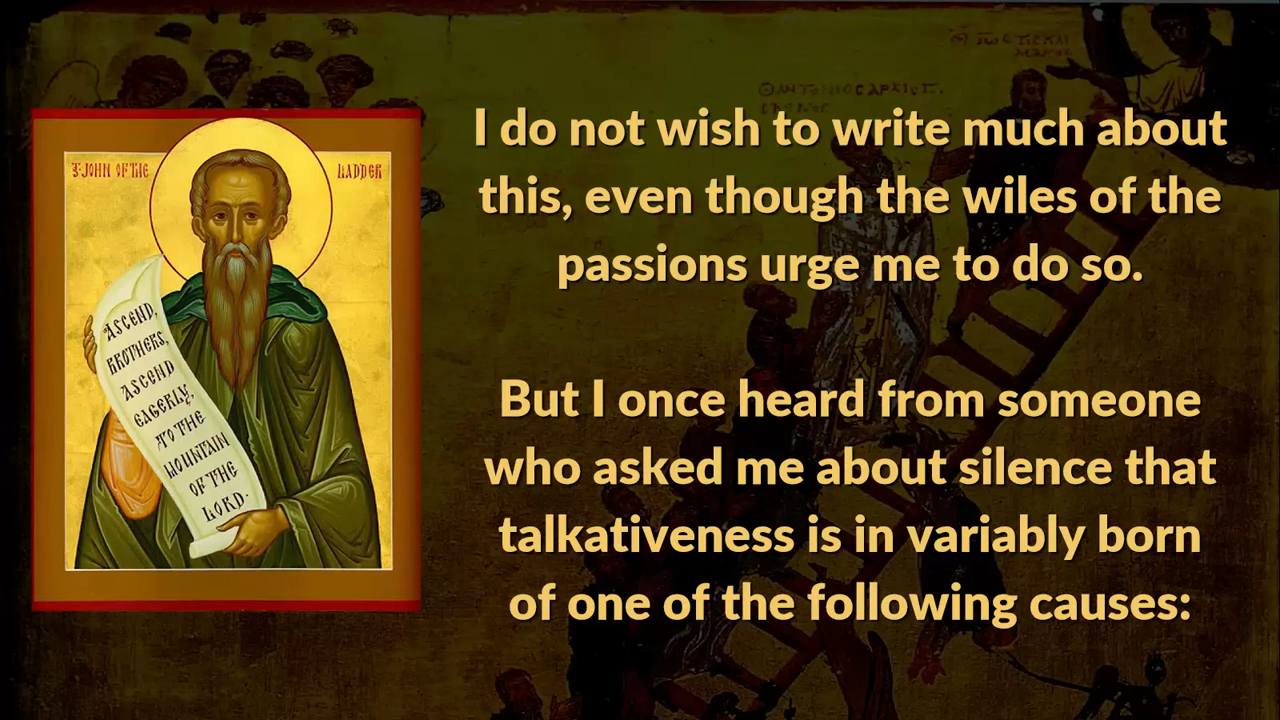 ST JOHN OF THE LADDER
ASCEND,
BROTHERS,
ASCEND
EAGERLY,
TO THE
MOUNTAIN
OF THE
LORD.
I do not wish to write much about
this, even though the wiles of the
passions urge me to do so.
But I once heard from someone
who asked me about silence that
talkativeness is in variably born
of one of the following causes: